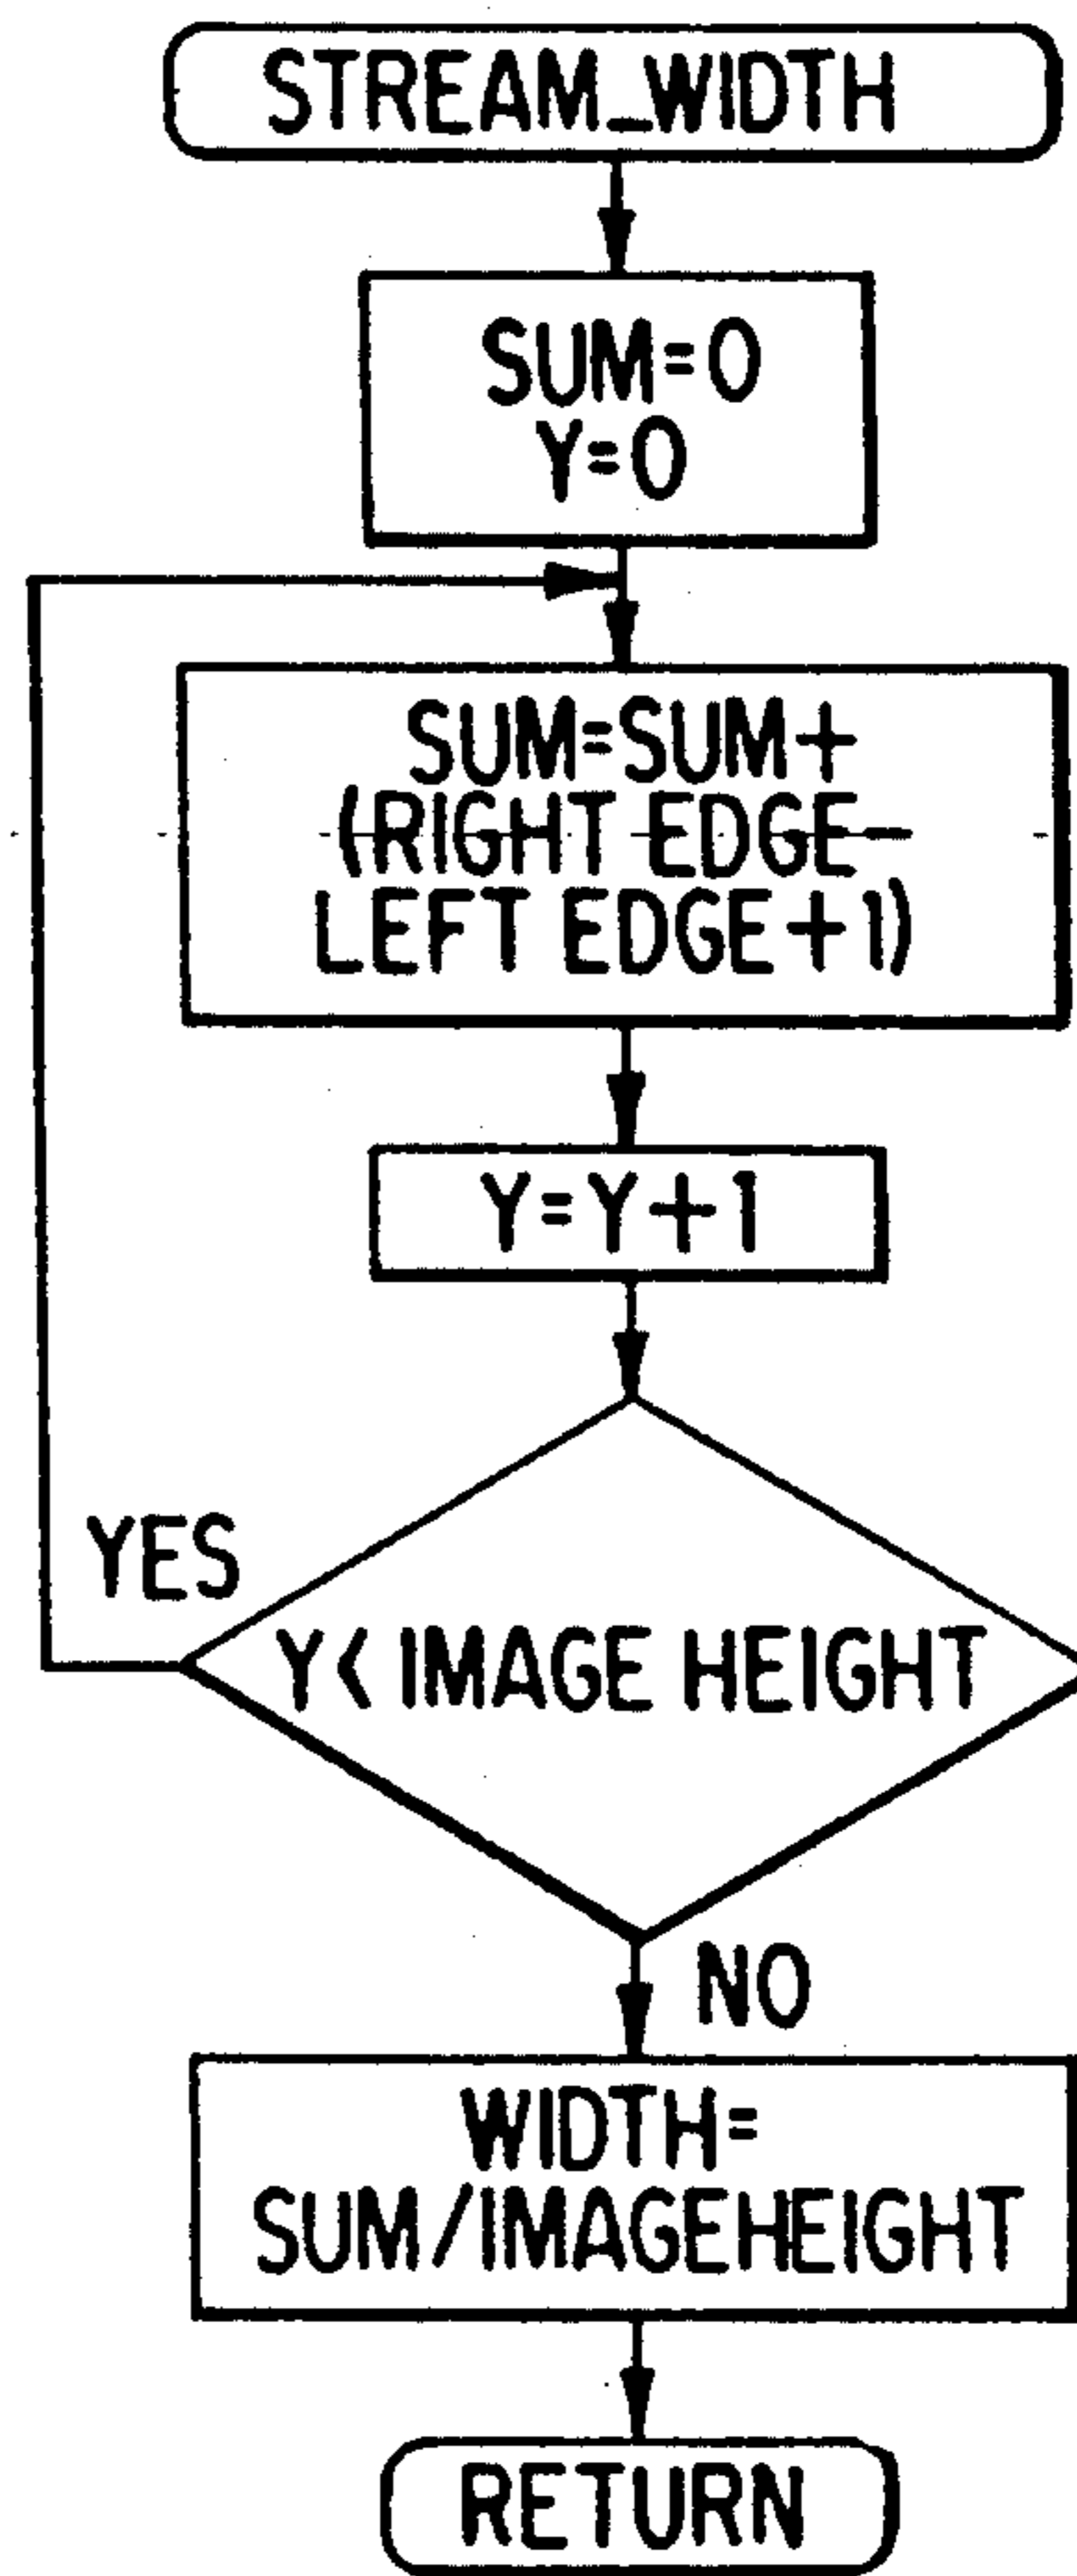 STREAM_WIDTH
SUM=0
Y=0
SUM=SUM+
(RIGHT EDGE-
LEFT EDGE+1)
Y=Y+1
YES
Y< IMAGE HEIGHT
NO
WIDTH=
SUM/IMAGEHEIGHT
RETURN